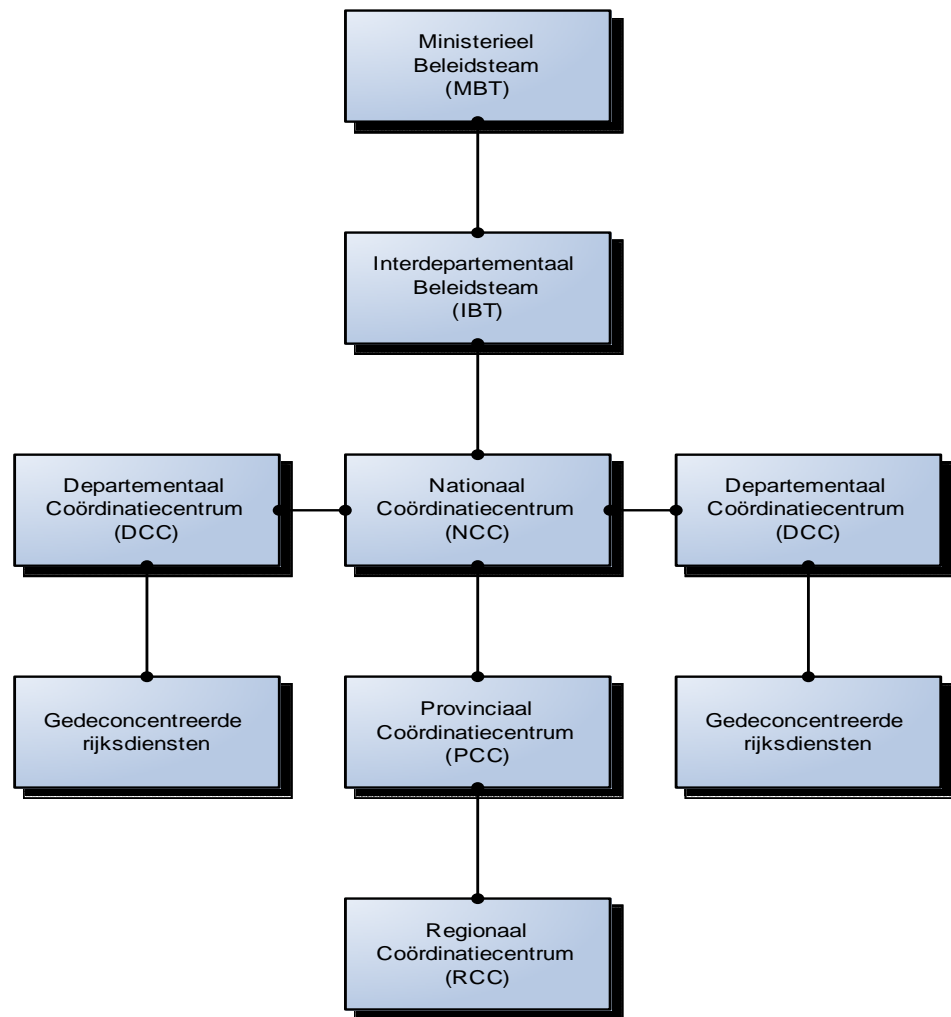 Ministerieel
Beleidsteam
(MBT)
Interdepartementaal
Beleidsteam
(IBT)
Departementaal
Coördinatiecentrum
(DCC)
Nationaal
Coördinatiecentrum
(NCC)
Departementaal
Coördinatiecentrum
(DCC)
Gedeconcentreerde
rijksdiensten
Provinciaal
Coördinatiecentrum
(PCC)
Gedeconcentreerde
rijksdiensten
Regionaal
Coördinatiecentrum
(RCC)